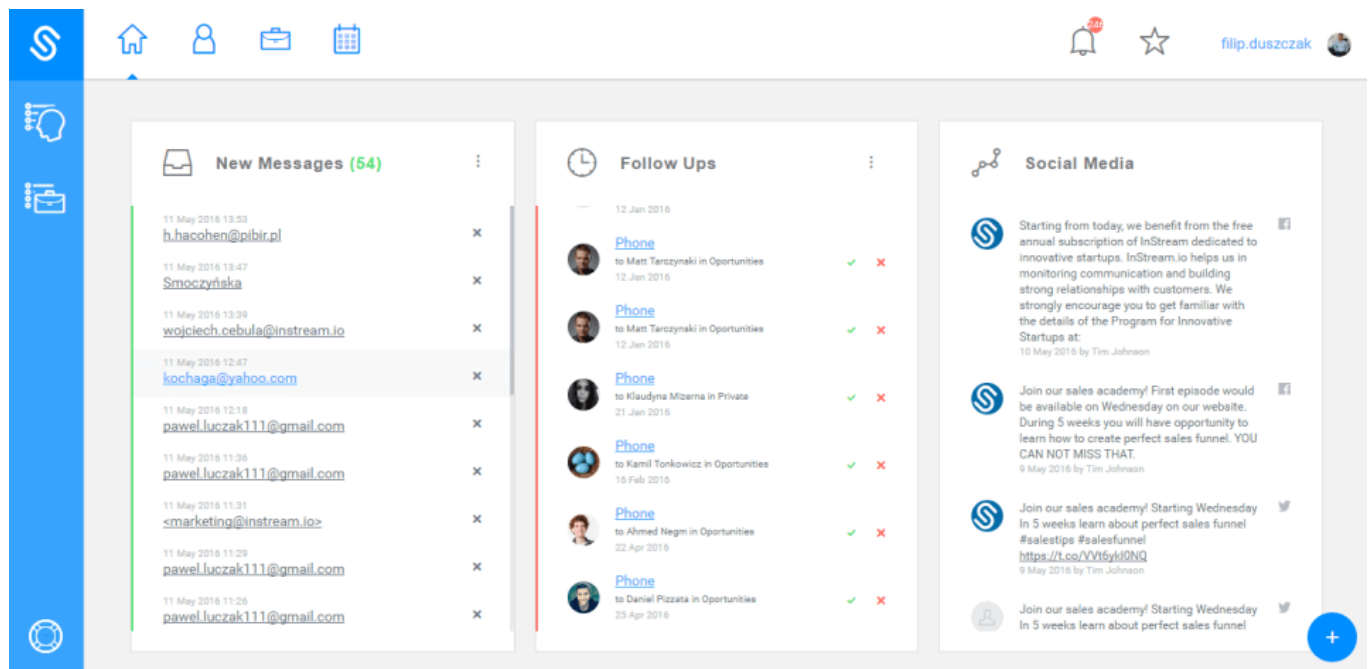 246
filip.duszczak
New Messages (54)
11 May 2016 13:53
h.hacohen@pibir.pl
11 May 2016 13:47
Smoczyńska
11 May 2016 13:39
wojciech.cebula@instream.io
11 May 2016 12:47
kochaga@yahoo.com
11 May 2016 12:18
pawel.luczak111@gmail.com
11 May 2016 11:36
pawel.luczak111@gmail.com
11 May 2016 11:31
<marketing@instream.io>
11 May 2016 11:29
pawel.luczak111@gmail.com
11 May 2016 11:26
pawel.luczak111@gmail.com
Follow Ups
12 Jan 2016
Phone
to Matt Tarczynski in Oportunities
12 Jan 2016
Phone
to Matt Tarczynski in Oportunities
12 Jan 2016
Phone
to Klaudyna Mizerna in Private
21 Jan 2016
Phone
to Kamil Tonkowicz in Oportunities
16 Feb 2016
Phone
to Ahmed Negm in Oportunities
22 Apr 2016
Phone
to Daniel Pizzata in Oportunities
25 Apr 2016
Social Media
Starting from today, we benefit from the free
annual subscription of InStream dedicated to
innovative startups. InStream.io helps us in
monitoring communication and building
strong relationships with customers. We
strongly encourage you to get familiar with
the details of the Program for Innovative
Startups at:
10 May 2016 by Tim Johnson
Join our sales academy! First episode would
be available on Wednesday on our website.
During 5 weeks you will have opportunity to
learn how to create perfect sales funnel. YOU
CAN NOT MISS THAT.
9 May 2016 by Tim Johnson
Join our sales academy! Starting Wednesday
In 5 weeks learn about perfect sales funnel
#salestips #salesfunnel
https://t.co/VVt6ykI0NQ
9 May 2016 by Tim Johnson
Join our sales academy! Starting Wednesday
In 5 weeks learn about perfect sales funnel